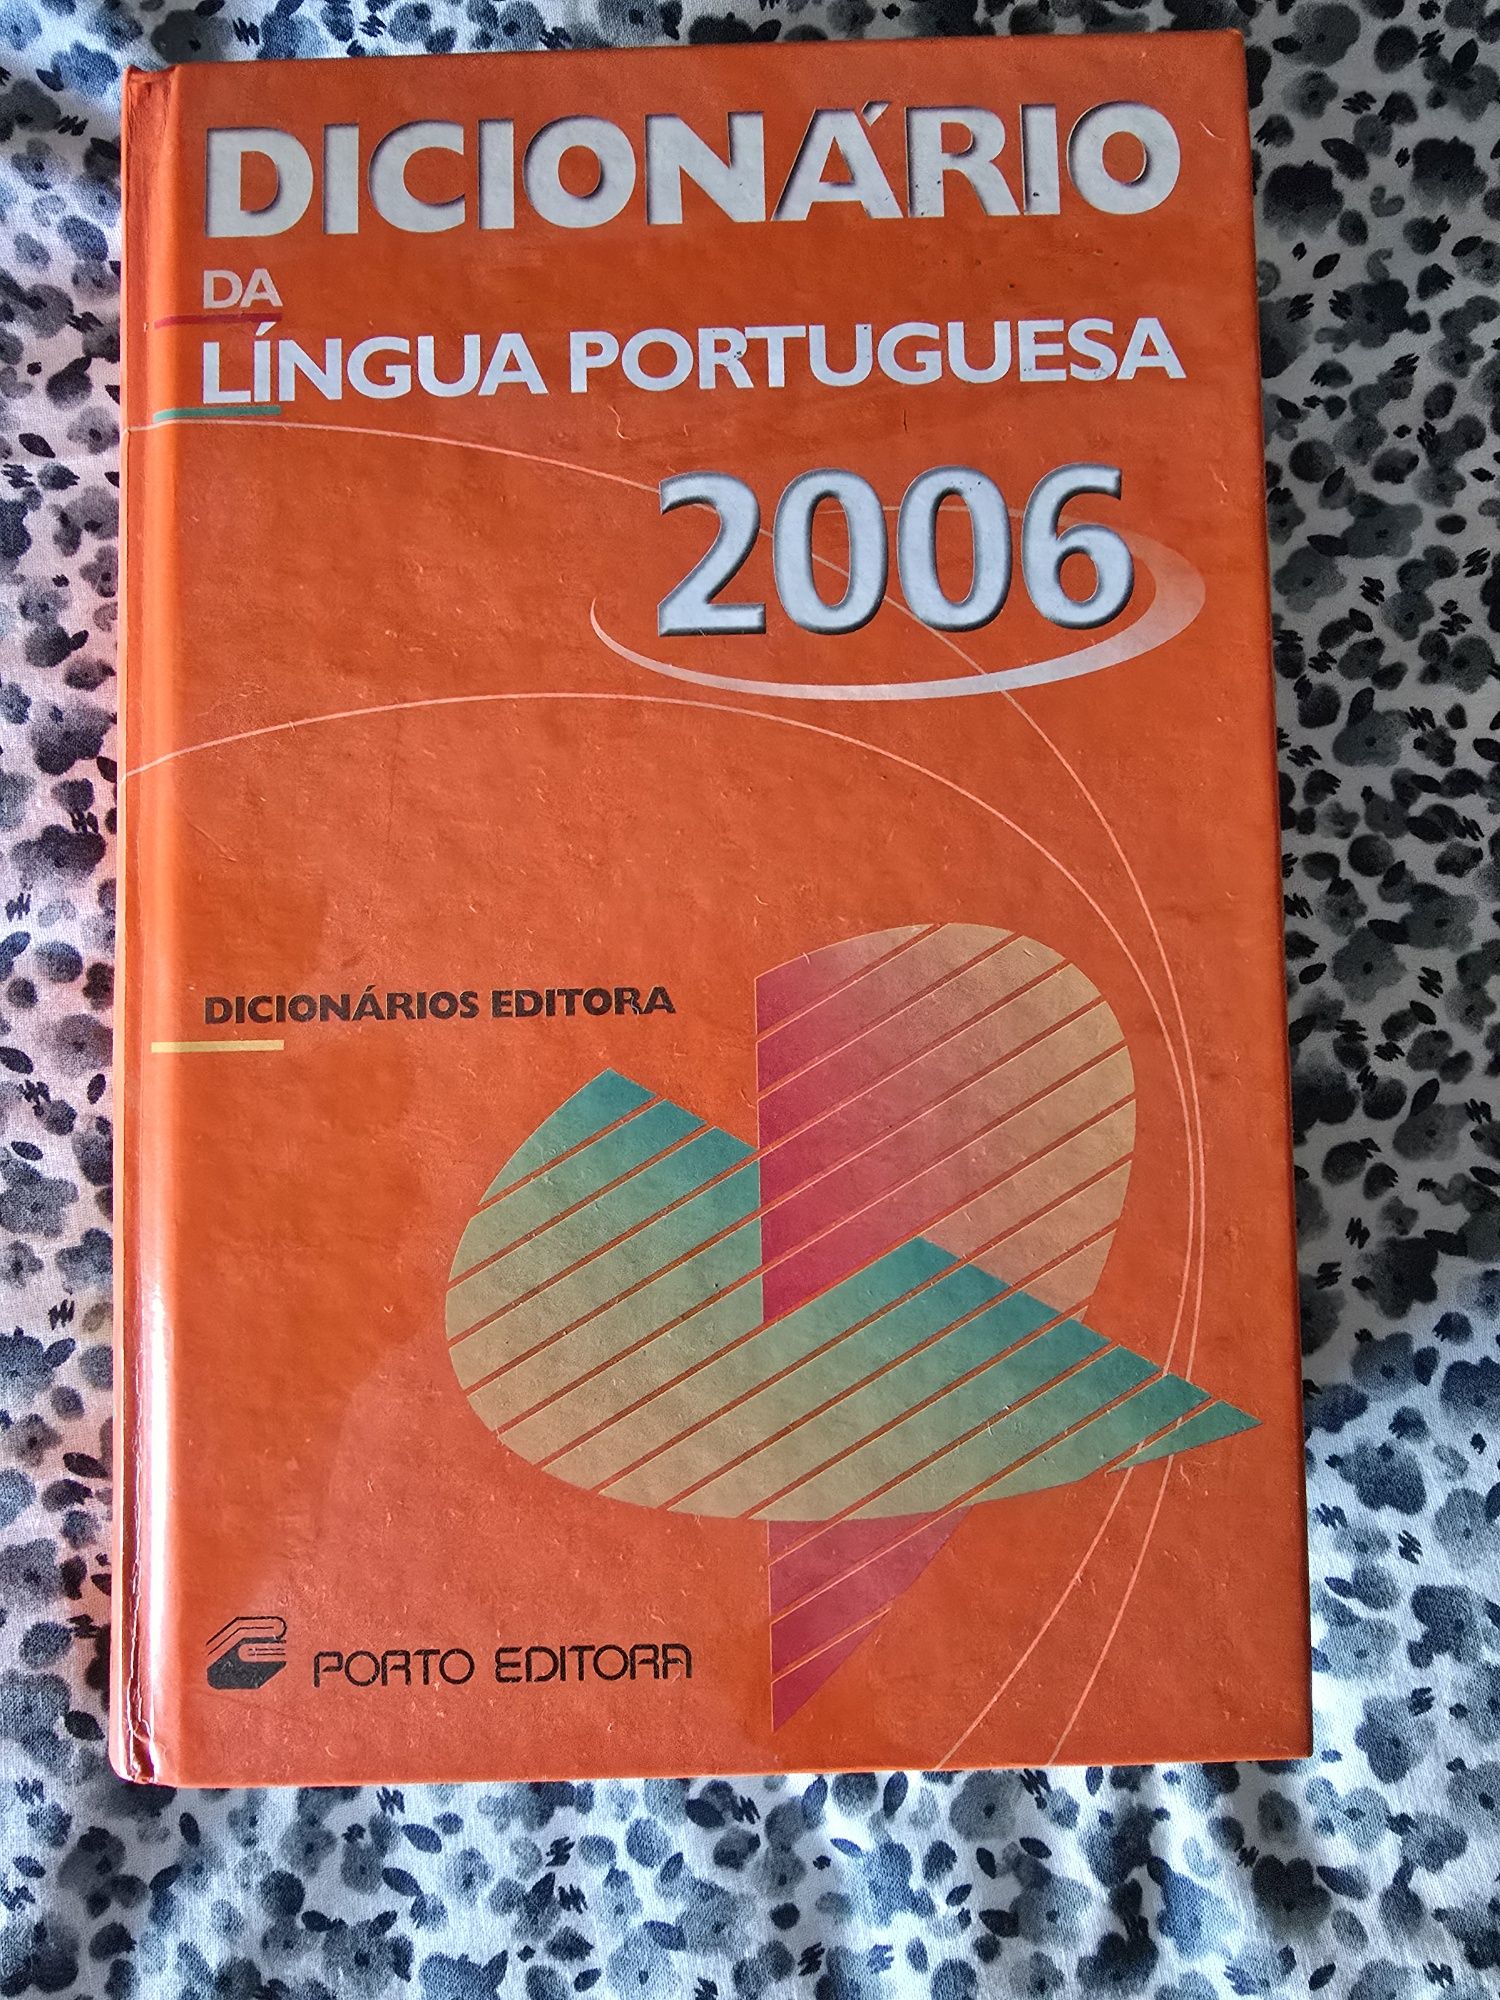 DICIONÁRIO
DA
LÍNGUA PORTUGUESA
2006
DICIONÁRIOS EDITORA
PORTO EDITORA